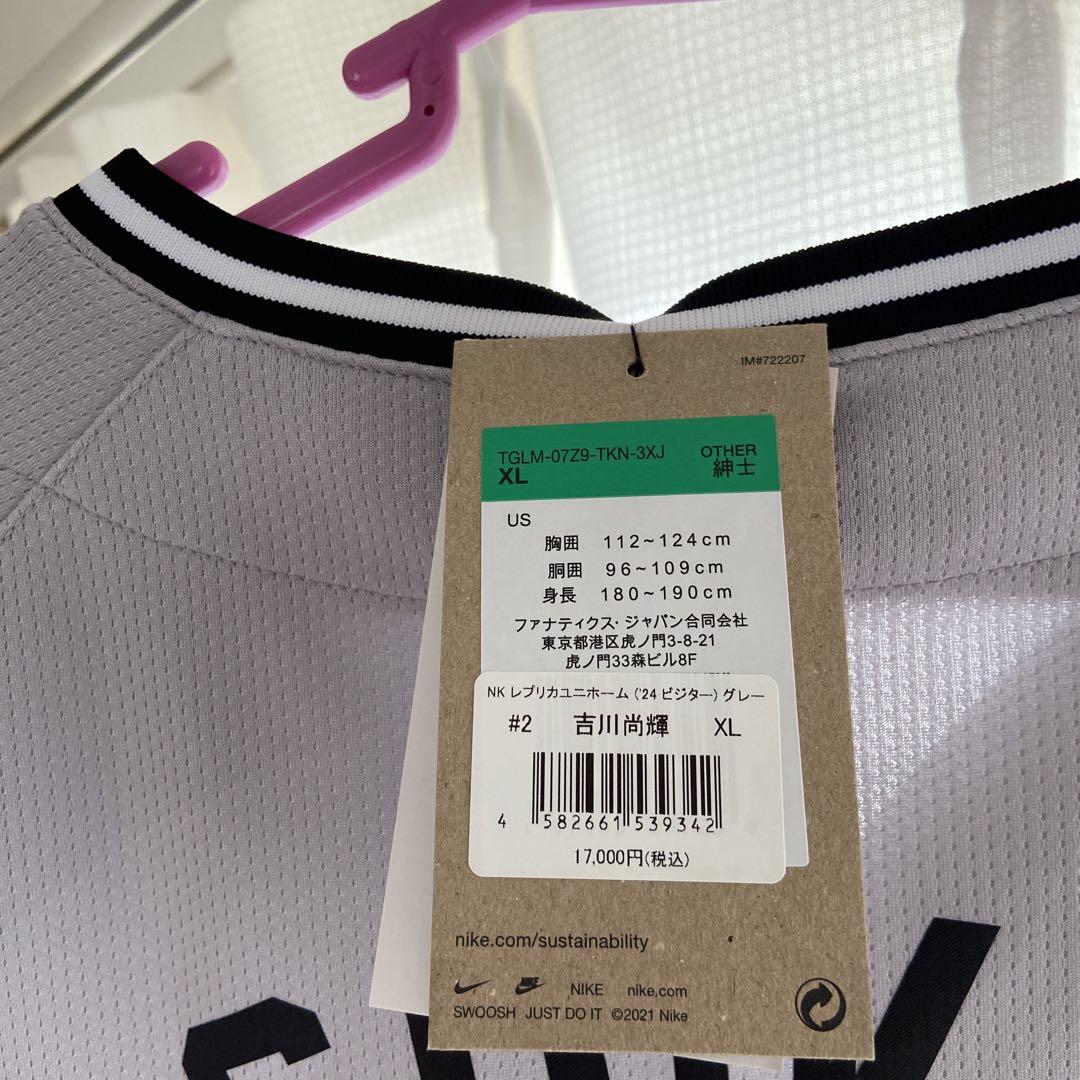 IM#722207
TGLM-07Z9-TKN-3XJ OTHER
XL 紳士
US
胸囲 112~124cm
胴囲 96~109cm
身長 180~190cm
ファナティクス・ジャパン合同会社
東京都港区虎ノ門3-8-21
虎ノ門33森ビル8F
NK レプリカユニホーム ('24 ビジター) グレー
#2 吉川尚輝 XL
4 582661 539342
17,000円(税込)
nike.com/sustainability
NIKE nike.com
SWOOSH JUST DO IT ©2021 Nike